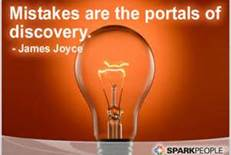 Mistakes are the portals of
discovery.
- James Joyce
SPARKPEOPLE